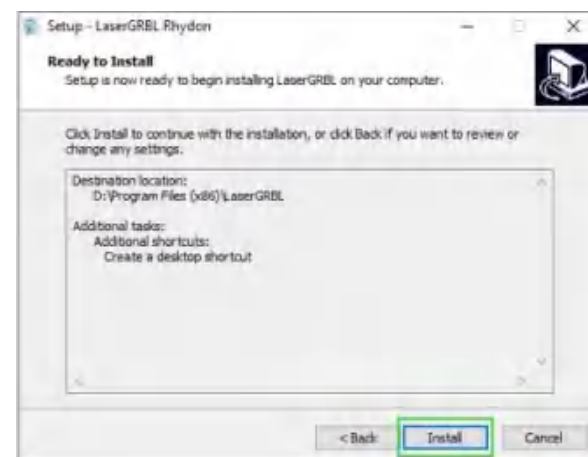 Setup - LaserGRBL Rhydon
Ready to Install
Setup is now ready to begin installing LaserGRBL on your computer.
Click Install to continue with the installation, or click Back if you want to review or
change any settings.
Destination location:
D:\Program Files (x86)\LaserGRBL
Additional tasks:
Additional shortcuts:
Create a desktop shortcut
< Back
Install
Cancel